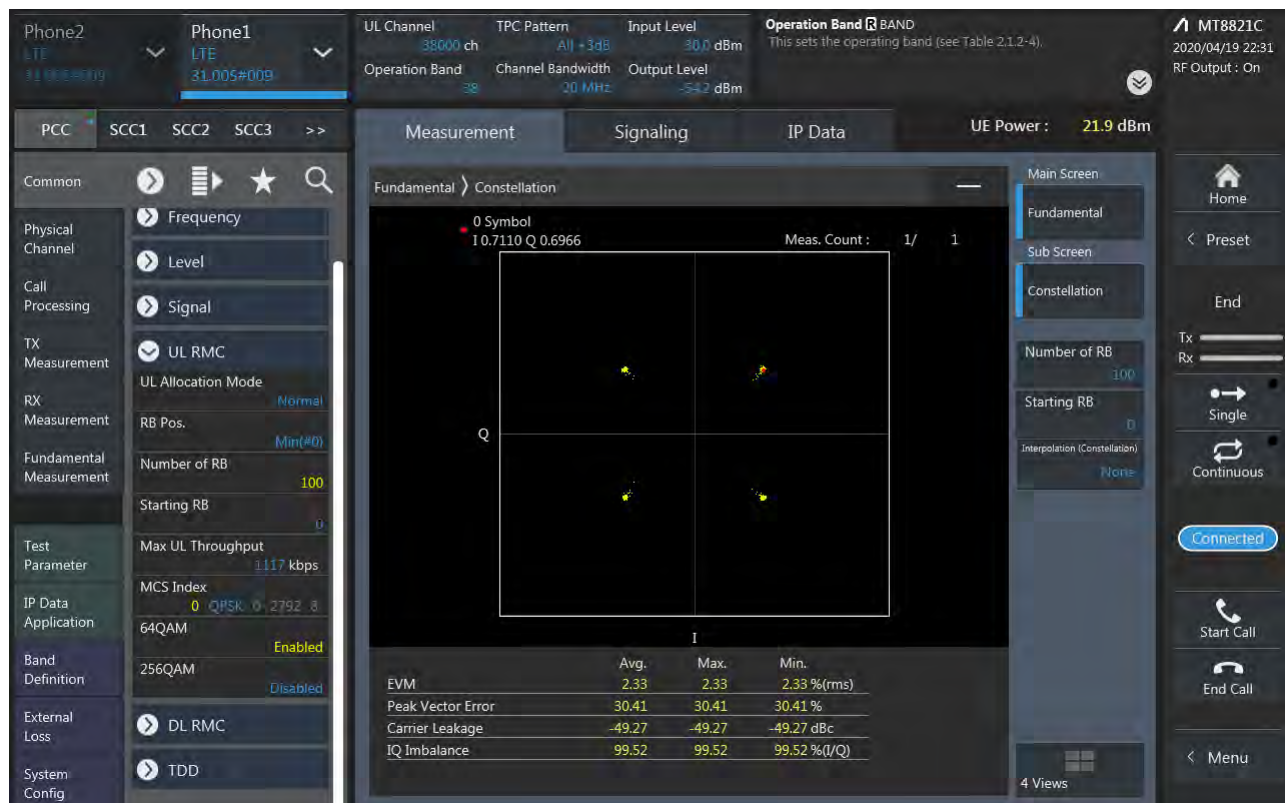 Phone2
LTE
31.005#009
Phone1
LTE
31.005#009
UL Channel
38000 ch
TPC Pattern
All +3dB
Input Level
30.0 dBm
Operation Band
38
Channel Bandwidth
20 MHz
Output Level
-54.2 dBm
Operation Band R BAND
This sets the operating band (see Table 2.1.2-4).
MT8821C
2020/04/19 22:31
RF Output : On
PCC SCC1 SCC2 SCC3 >>
Measurement Signaling IP Data
UE Power : 21.9 dBm
Common
Physical
Channel
Call
Processing
TX
Measurement
RX
Measurement
Fundamental
Measurement
Test
Parameter
IP Data
Application
Band
Definition
External
Loss
System
Config
Frequency
Level
Signal
UL RMC
UL Allocation Mode
Normal
RB Pos.
Min(#0)
Number of RB
100
Starting RB
0
Max UL Throughput
1117 kbps
MCS Index
0 QPSK 0 2792 8
64QAM
Enabled
256QAM
Disabled
DL RMC
TDD
Fundamental Constellation
0 Symbol
I 0.7110 Q 0.6966
Meas. Count : 1/ 1
Q
I
Avg. Max. Min.
EVM 2.33 2.33 2.33 %(rms)
Peak Vector Error 30.41 30.41 30.41 %
Carrier Leakage -49.27 -49.27 -49.27 dBc
IQ Imbalance 99.52 99.52 99.52 %(I/Q)
Main Screen
Fundamental
Sub Screen
Constellation
Number of RB
100
Starting RB
0
Interpolation (Constellation)
None
4 Views
Home
< Preset
End
Tx
Rx
Single
Continuous
Connected
Start Call
End Call
< Menu